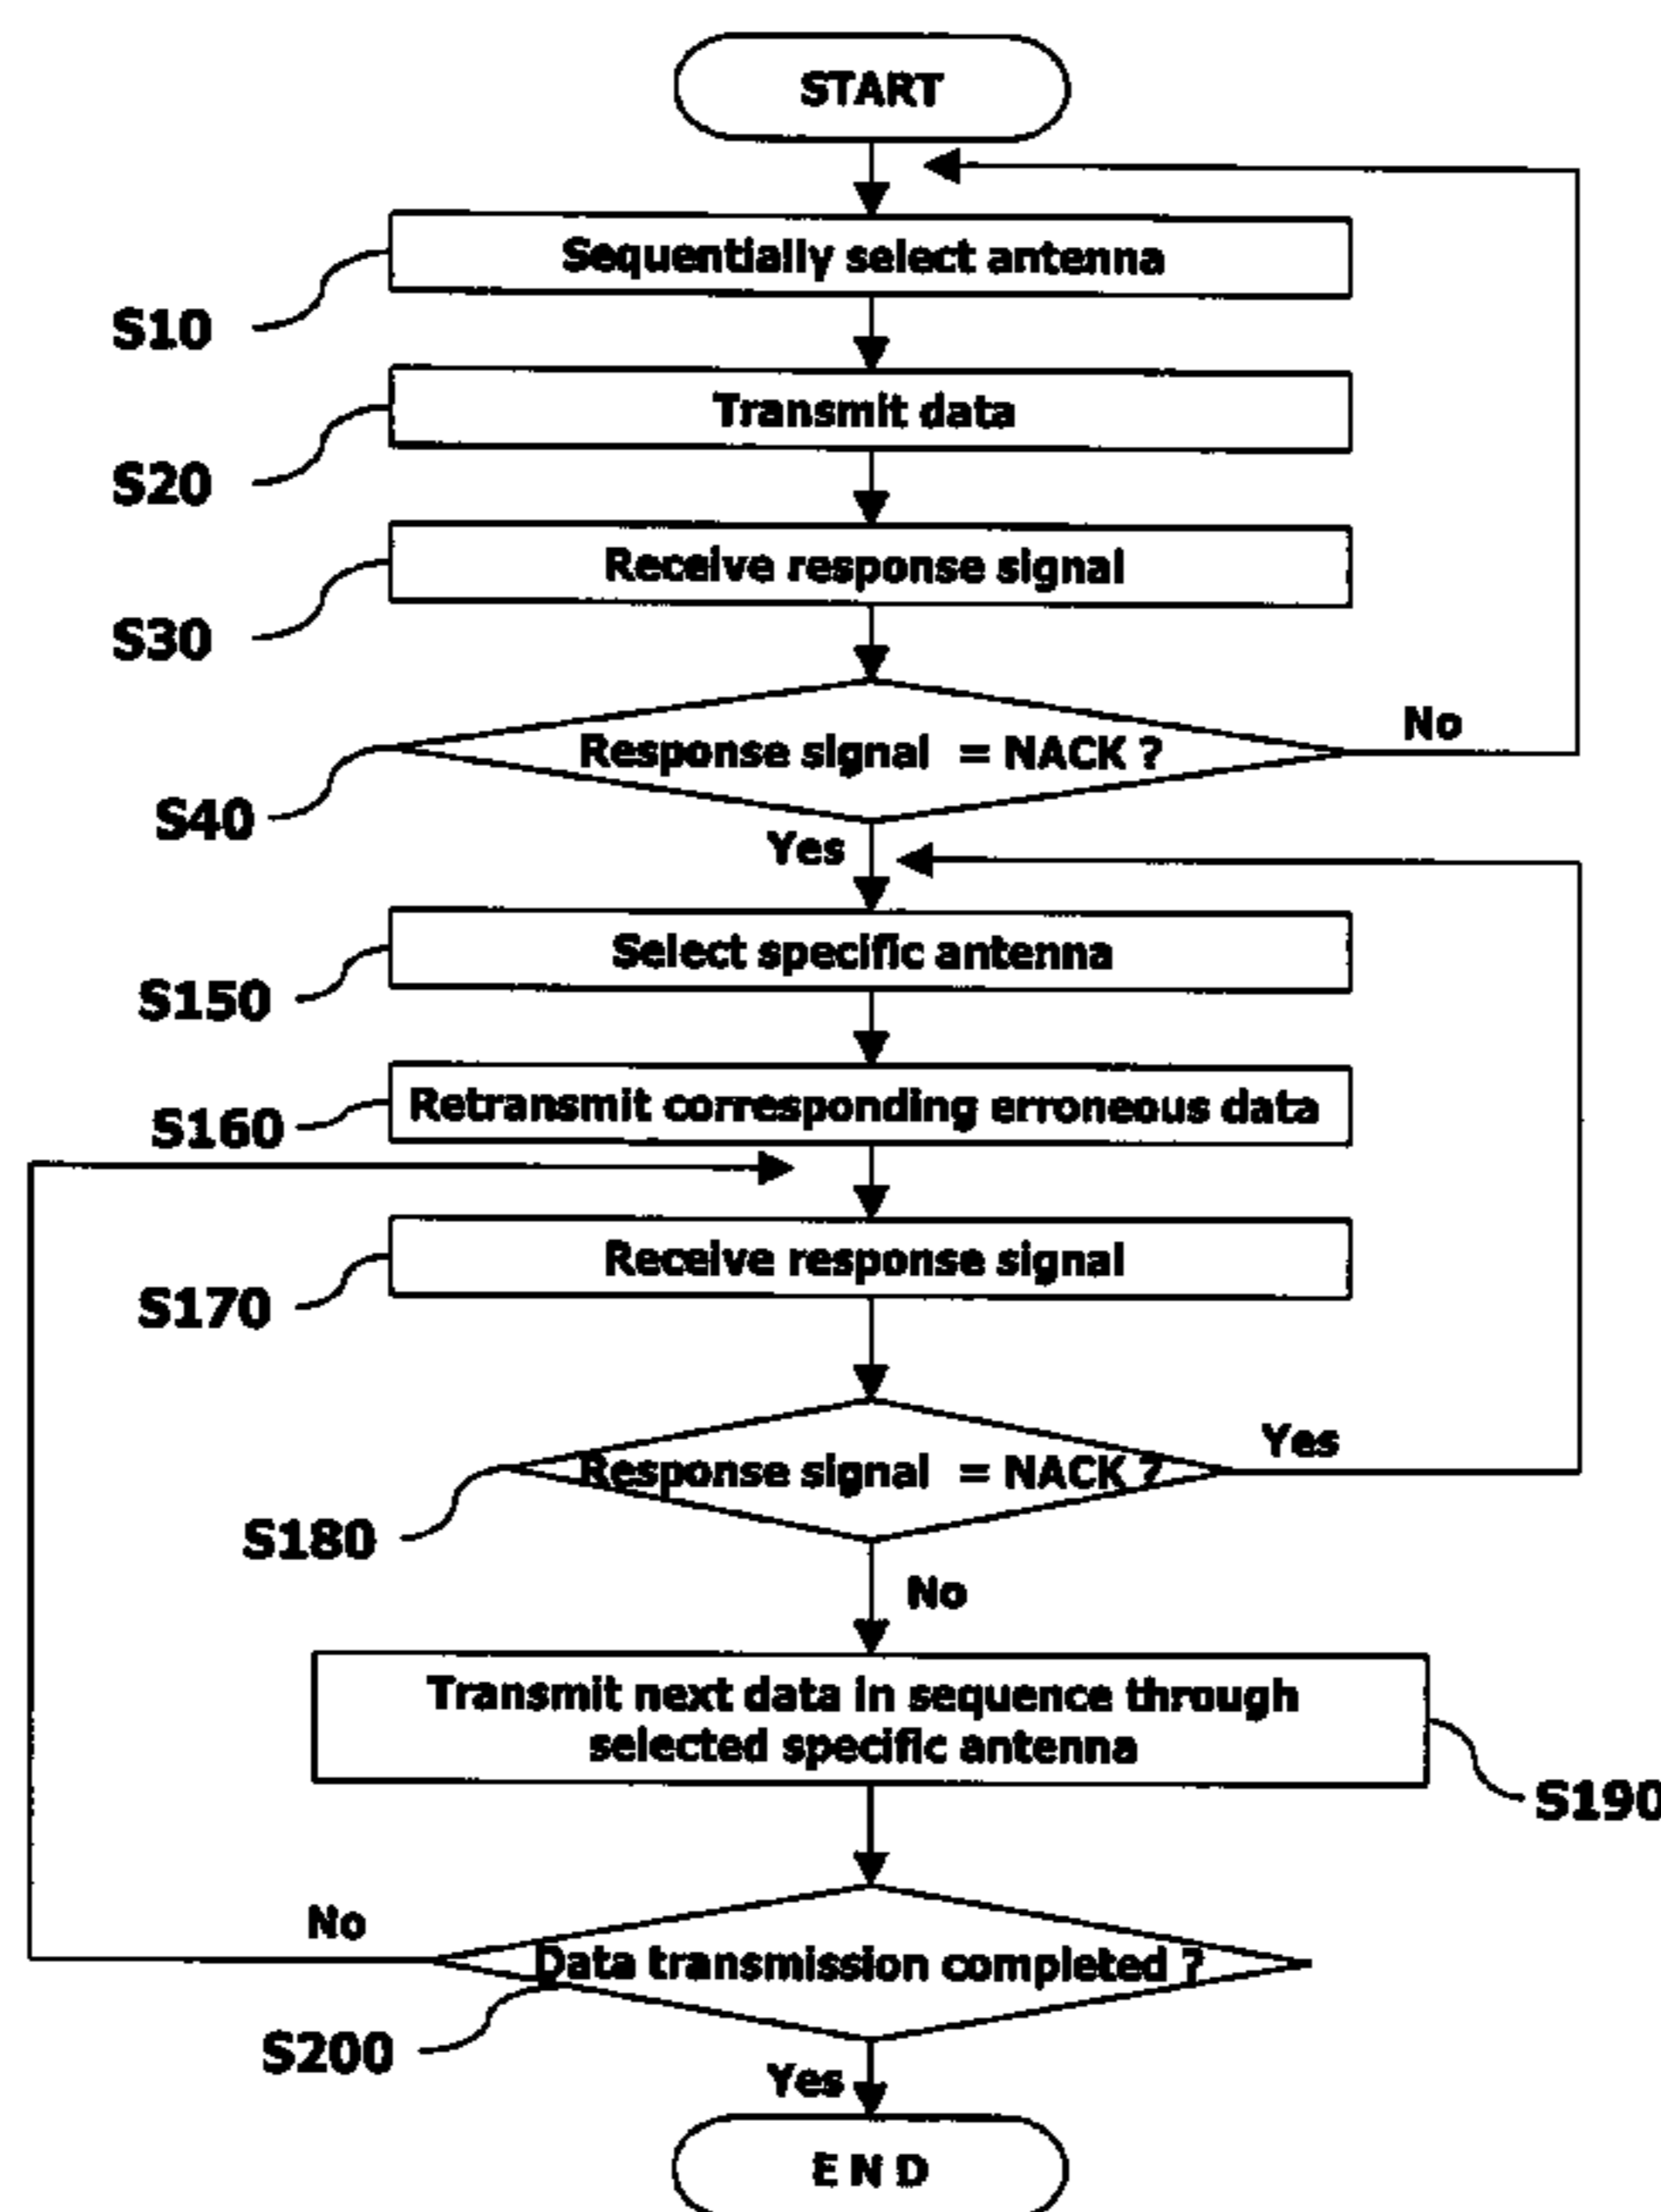 START
Sequentially select antenna
S10
Transmit data
S20
Receive response signal
S30
No
Response signal = NACK ?
S40
Yes
Select specific antenna
S150
Retransmit corresponding erroneous data
S160
Receive response signal
S170
Yes
Response signal = NACK ?
S180
No
Transmit next data in sequence through
selected specific antenna
S190
No
Data transmission completed ?
S200
Yes
END